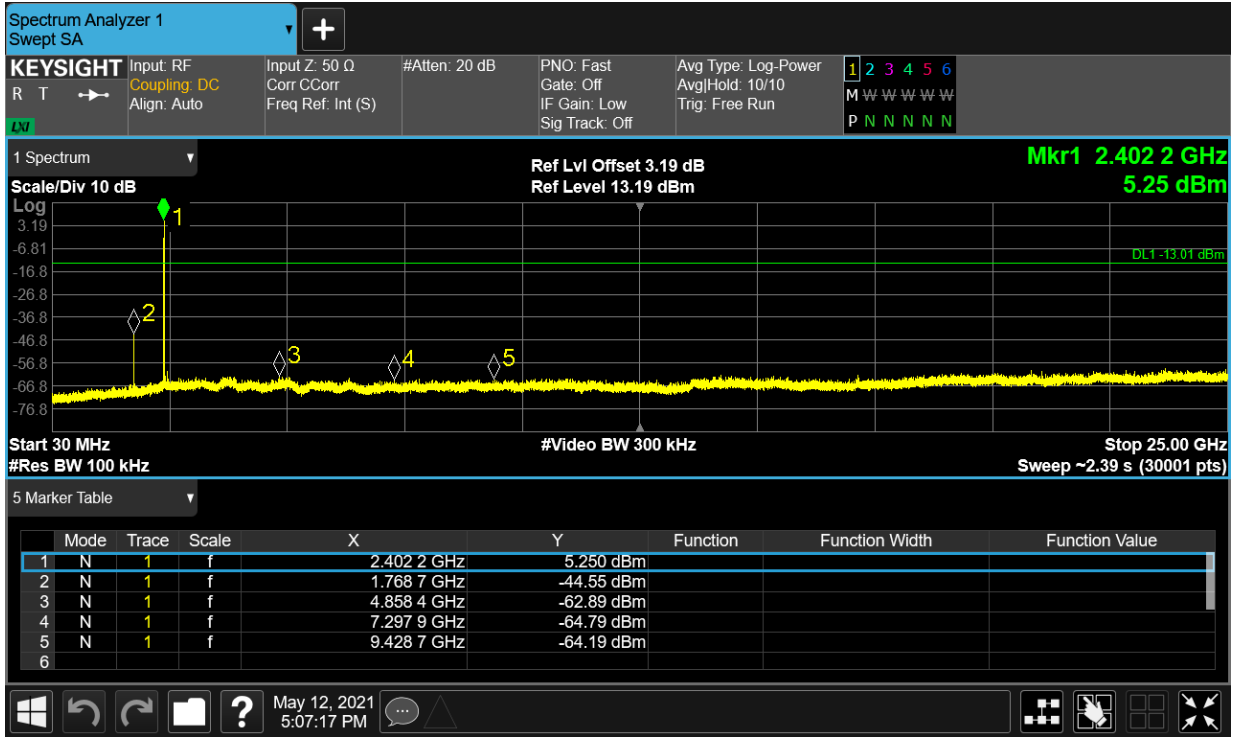 Spectrum Analyzer 1
Swept SA
+
KEYSIGHT
R T
LXI
Input: RF
Coupling: DC
Align: Auto
Input Z: 50 Ω
Corr CCorr
Freq Ref: Int (S)
#Atten: 20 dB
PNO: Fast
Gate: Off
IF Gain: Low
Sig Track: Off
Avg Type: Log-Power
Avg|Hold: 10/10
Trig: Free Run
1 2 3 4 5 6
M W W W W W
P N N N N N
1 Spectrum
Scale/Div 10 dB
Ref Lvl Offset 3.19 dB
Ref Level 13.19 dBm
Mkr1 2.402 2 GHz
5.25 dBm
Log
3.19
-6.81
-16.8
-26.8
-36.8
-46.8
-56.8
-66.8
-76.8
1
2
3
4
5
DL1 -13.01 dBm
Start 30 MHz
#Video BW 300 kHz
Stop 25.00 GHz
#Res BW 100 kHz
Sweep ~2.39 s (30001 pts)
5 Marker Table
Mode Trace Scale X Y Function Function Width Function Value
1 N 1 f 2.402 2 GHz 5.250 dBm
2 N 1 f 1.768 7 GHz -44.55 dBm
3 N 1 f 4.858 4 GHz -62.89 dBm
4 N 1 f 7.297 9 GHz -64.79 dBm
5 N 1 f 9.428 7 GHz -64.19 dBm
6
?
May 12, 2021
5:07:17 PM